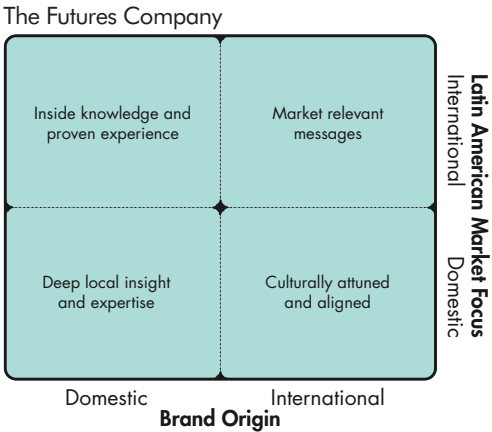 The Futures Company
Inside knowledge and
proven experience
Market relevant
messages
Deep local insight
and expertise
Culturally attuned
and aligned
Latin American Market Focus
International
Domestic
Domestic
International
Brand Origin